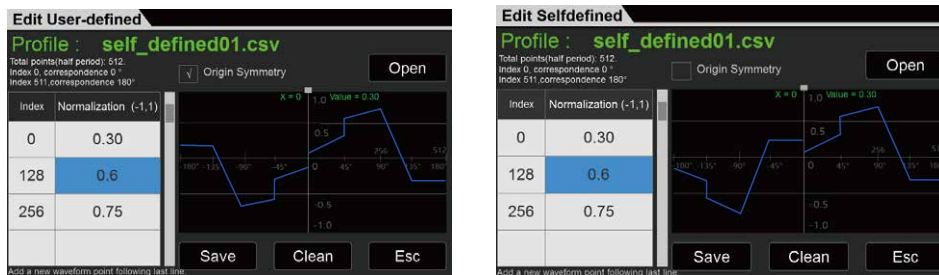 Edit User-defined
Profile : self_defined01.csv
Total points(half period): 512.
Index 0, correspondence 0 °
Index 511,correspondence 180°
√ Origin Symmetry
Open
Index Normalization (-1,1)
0 0.30
128 0.6
256 0.75
X = 0 Value = 0.30
1.0
0.5
256 512
-180° -135° -90° -45° 0 45° 90° 135°
-0.5
-1.0
Save Clean Esc
Add a new waveform point following last line.
Edit Selfdefined
Profile : self_defined01.csv
Total points(half period): 512.
Index 0, correspondence 0 °
Index 511,correspondence 180°
Origin Symmetry
Open
Index Normalization (-1,1)
0 0.30
128 0.6
256 0.75
X = 0 Value = 0.30
1.0
0.5
256 51
-180° -135° 90° -45° 0 45° 90° 135° 18
-0.5
-1.0
Save Clean Esc
Add a new waveform point following last line.